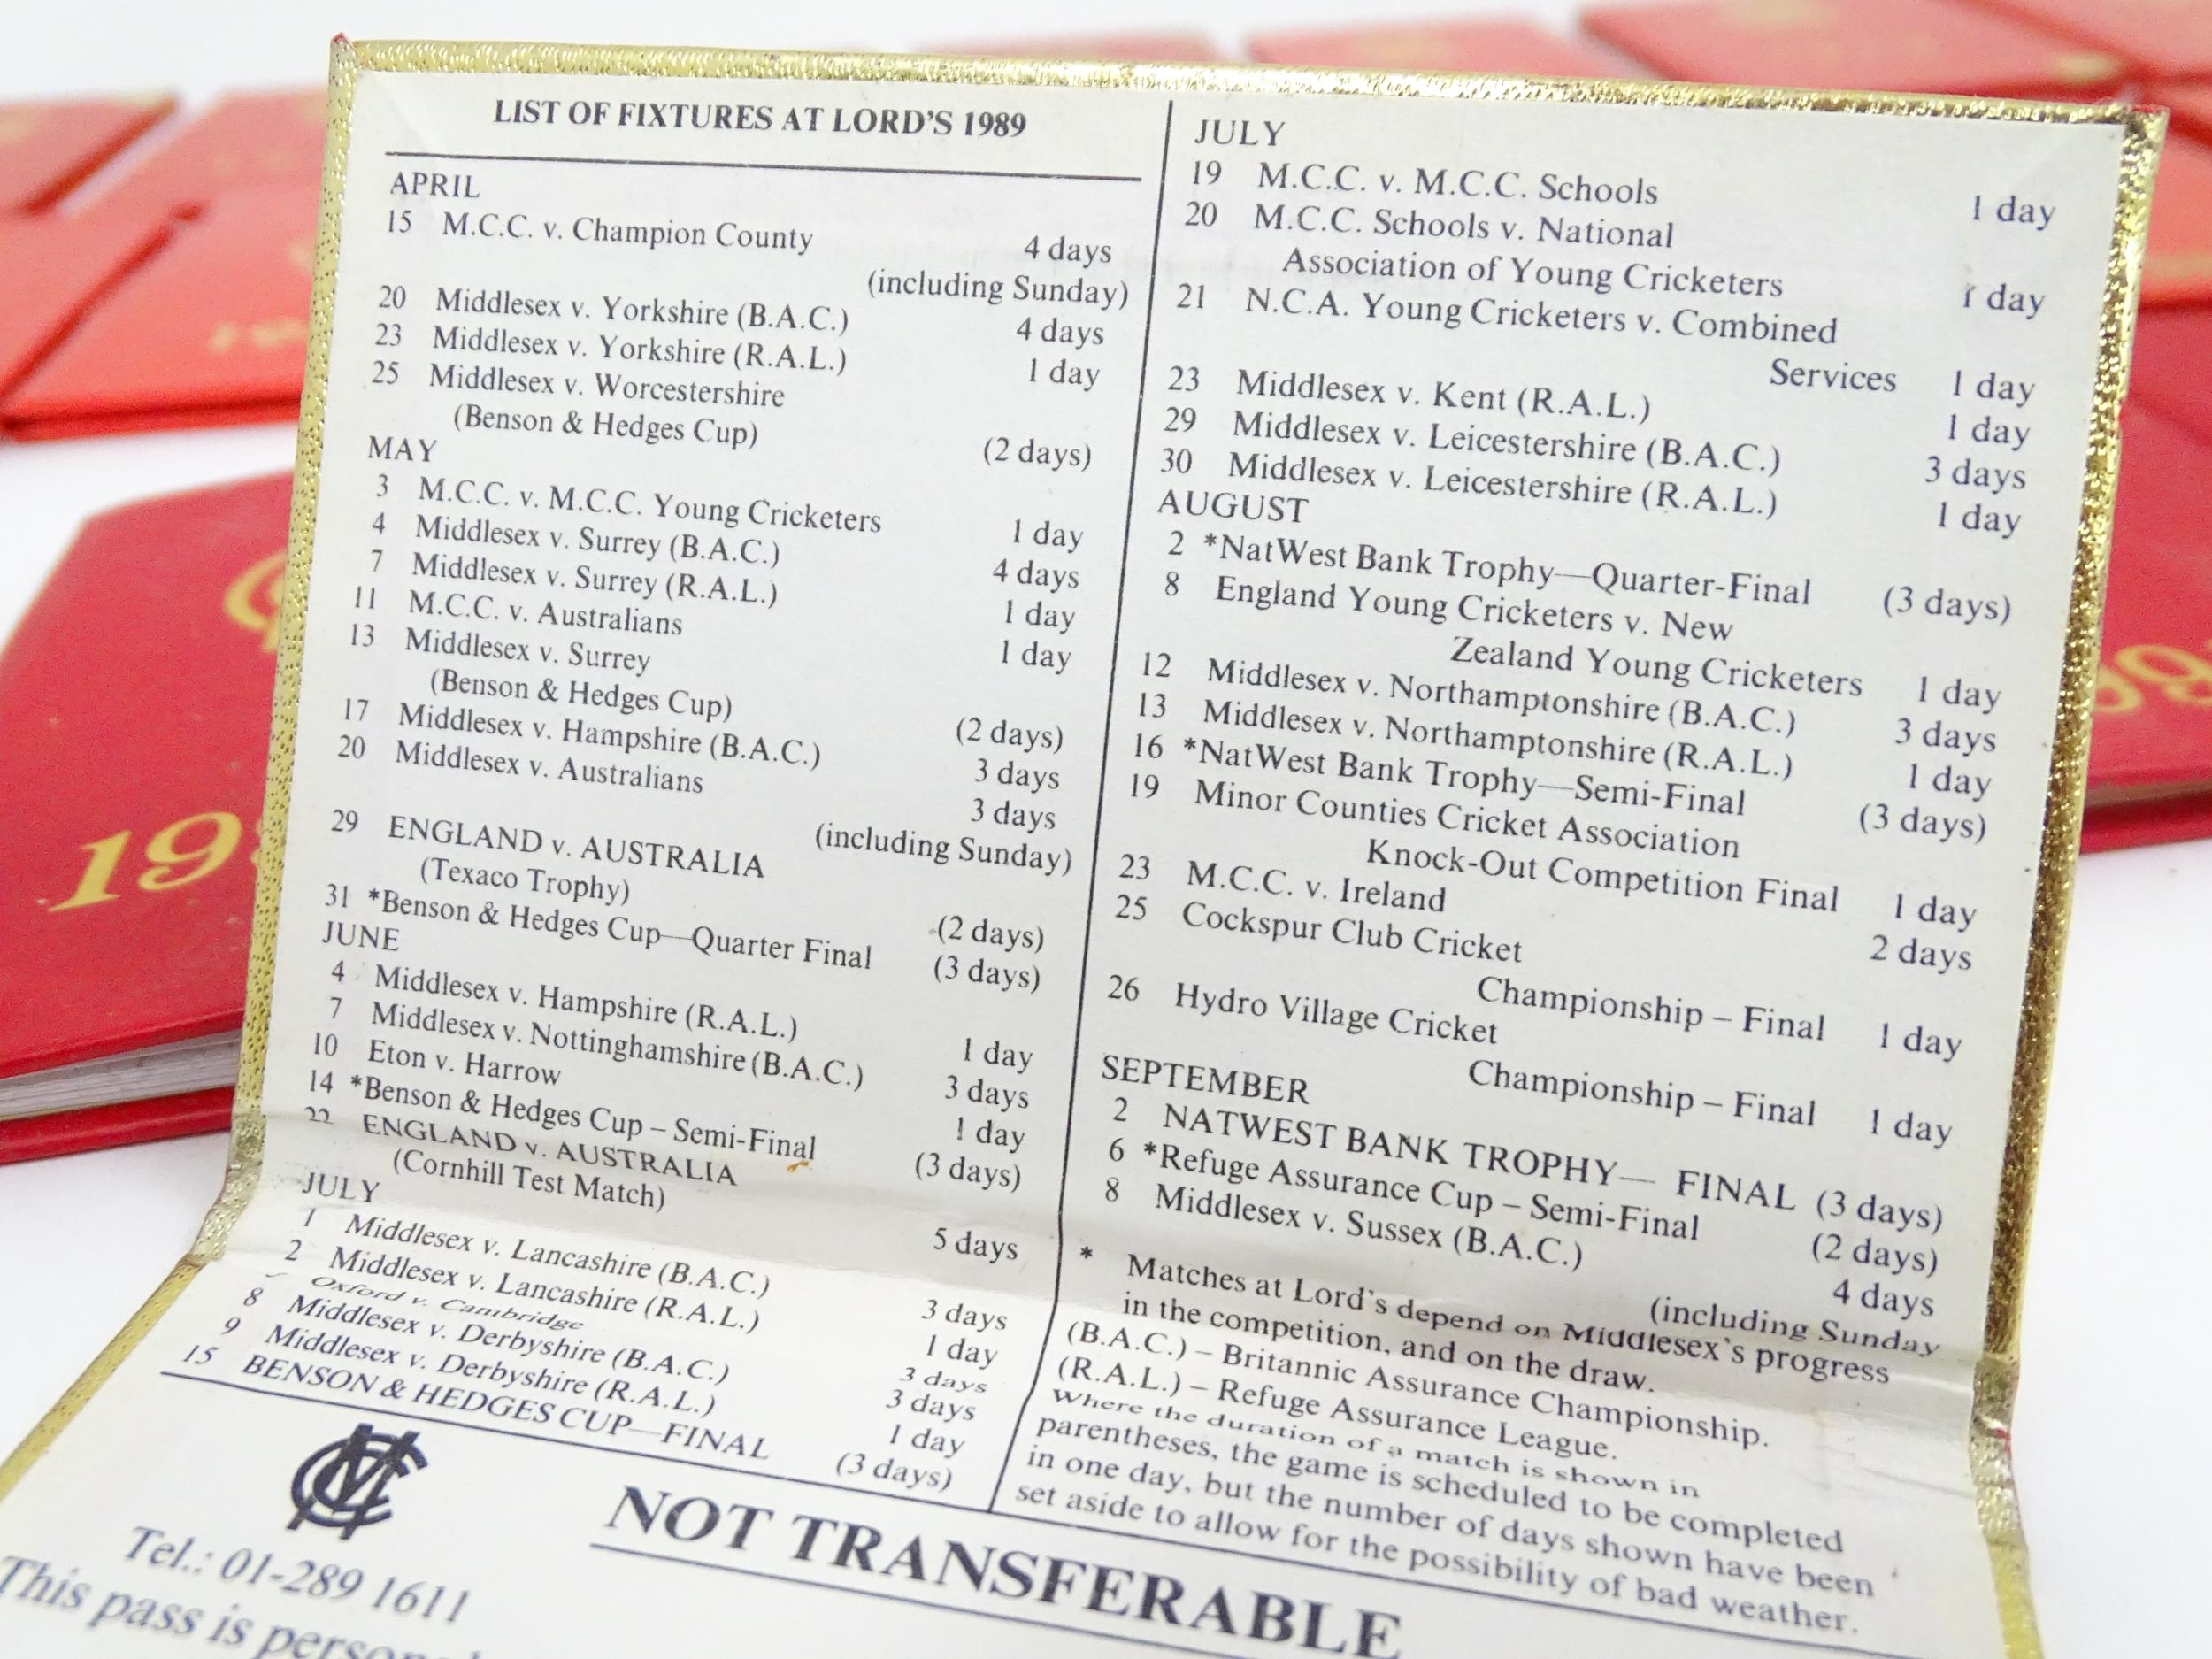 LIST OF FIXTURES AT LORD'S 1989
APRIL
15 M.C.C. v. Champion County 4 days
(including Sunday)
20 Middlesex v. Yorkshire (B.A.C.) 4 days
23 Middlesex v. Yorkshire (R.A.L.) 1 day
25 Middlesex v. Worcestershire
(Benson & Hedges Cup) (2 days)
MAY
3 M.C.C. v. M.C.C. Young Cricketers 1 day
4 Middlesex v. Surrey (B.A.C.) 4 days
7 Middlesex v. Surrey (R.A.L.) 1 day
11 M.C.C. v. Australians 1 day
13 Middlesex v. Surrey
(Benson & Hedges Cup) (2 days)
17 Middlesex v. Hampshire (B.A.C.) 3 days
20 Middlesex v. Australians 3 days
(including Sunday)
29 ENGLAND v. AUSTRALIA
(Texaco Trophy) (2 days)
31 *Benson & Hedges Cup—Quarter Final (3 days)
JUNE
4 Middlesex v. Hampshire (R.A.L.) 1 day
7 Middlesex v. Nottinghamshire (B.A.C.) 3 days
10 Eton v. Harrow 1 day
14 *Benson & Hedges Cup – Semi-Final (3 days)
22 ENGLAND v. AUSTRALIA
(Cornhill Test Match) 5 days
JULY
1 Middlesex v. Lancashire (B.A.C.) 3 days
2 Middlesex v. Lancashire (R.A.L.) 1 day
Oxford v. Cambridge 3 days
8 Middlesex v. Derbyshire (B.A.C.) 3 days
9 Middlesex v. Derbyshire (R.A.L.) 1 day
15 BENSON & HEDGES CUP—FINAL (3 days)
JULY
19 M.C.C. v. M.C.C. Schools 1 day
20 M.C.C. Schools v. National
Association of Young Cricketers 1 day
21 N.C.A. Young Cricketers v. Combined
Services 1 day
23 Middlesex v. Kent (R.A.L.) 1 day
29 Middlesex v. Leicestershire (B.A.C.) 3 days
30 Middlesex v. Leicestershire (R.A.L.) 1 day
AUGUST
2 *NatWest Bank Trophy—Quarter-Final (3 days)
8 England Young Cricketers v. New
Zealand Young Cricketers 1 day
12 Middlesex v. Northamptonshire (B.A.C.) 3 days
13 Middlesex v. Northamptonshire (R.A.L.) 1 day
16 *NatWest Bank Trophy—Semi-Final (3 days)
19 Minor Counties Cricket Association
Knock-Out Competition Final 1 day
23 M.C.C. v. Ireland 2 days
25 Cockspur Club Cricket
Championship – Final 1 day
26 Hydro Village Cricket
Championship – Final 1 day
SEPTEMBER
2 NATWEST BANK TROPHY— FINAL (3 days)
6 *Refuge Assurance Cup – Semi-Final (2 days)
8 Middlesex v. Sussex (B.A.C.) 4 days
(including Sunday
* Matches at Lord's depend on Middlesex's progress
in the competition, and on the draw.
(B.A.C.) – Britannic Assurance Championship.
(R.A.L.) – Refuge Assurance League.
Where the duration of a match is shown in
parentheses, the game is scheduled to be completed
in one day, but the number of days shown have been
set aside to allow for the possibility of bad weather.
MCC
Tel.: 01-289 1611
NOT TRANSFERABLE
This pass is
19